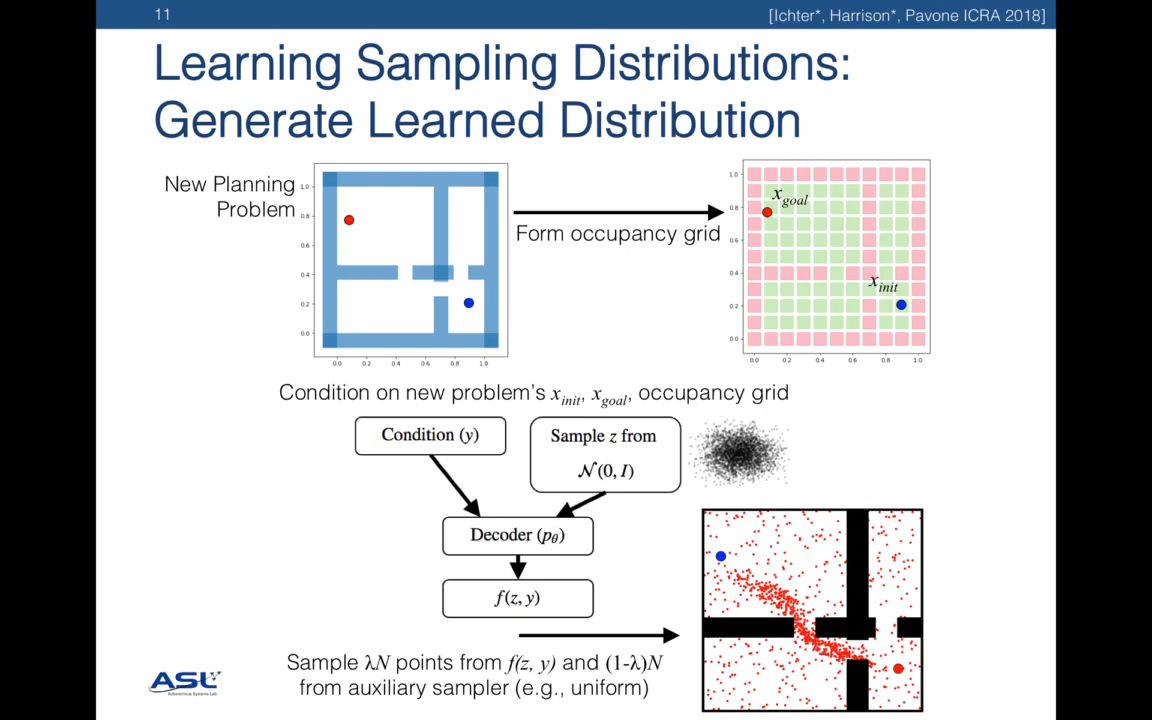 11
[Ichter*, Harrison*, Pavone ICRA 2018]
Learning Sampling Distributions:
Generate Learned Distribution
New Planning
Problem
1.0
0.8
0.6
0.4
0.2
0.0
0.0 0.2 0.4 0.6 0.8 1.0
Form occupancy grid
1.0
0.8
0.6
0.4
0.2
0.0
0.0 0.2 0.4 0.6 0.8 1.0
x_goal
x_init
Condition on new problem's x_init, x_goal, occupancy grid
Condition (y)
Sample z from
𝒩(0, I)
Decoder (p_θ)
f(z, y)
Sample λN points from f(z, y) and (1-λ)N
from auxiliary sampler (e.g., uniform)
ASL
Autonomous Systems Lab